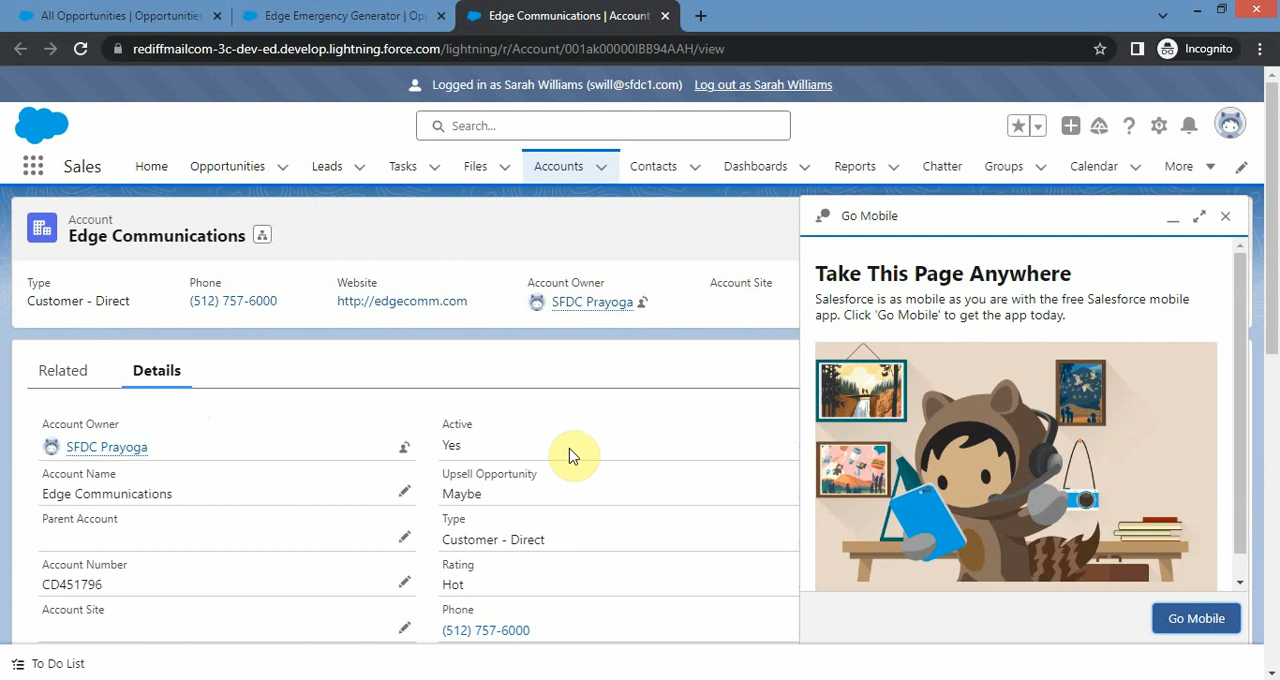 All Opportunities | Opportunities
Edge Emergency Generator | Op
Edge Communications | Account
rediffmailcom-3c-dev-ed.develop.lightning.force.com/lightning/r/Account/001ak00000IBB94AAH/view
Incognito
Logged in as Sarah Williams (swill@sfdc1.com) Log out as Sarah Williams
Search...
Sales
Home
Opportunities
Leads
Tasks
Files
Accounts
Contacts
Dashboards
Reports
Chatter
Groups
Calendar
More
Account
Edge Communications
Type
Customer - Direct
Phone
(512) 757-6000
Website
http://edgecomm.com
Account Owner
SFDC Prayoga
Account Site
Related
Details
Account Owner
SFDC Prayoga
Account Name
Edge Communications
Parent Account
Account Number
CD451796
Account Site
Active
Yes
Upsell Opportunity
Maybe
Type
Customer - Direct
Rating
Hot
Phone
(512) 757-6000
Go Mobile
Take This Page Anywhere
Salesforce is as mobile as you are with the free Salesforce mobile
app. Click 'Go Mobile' to get the app today.
Go Mobile
To Do List